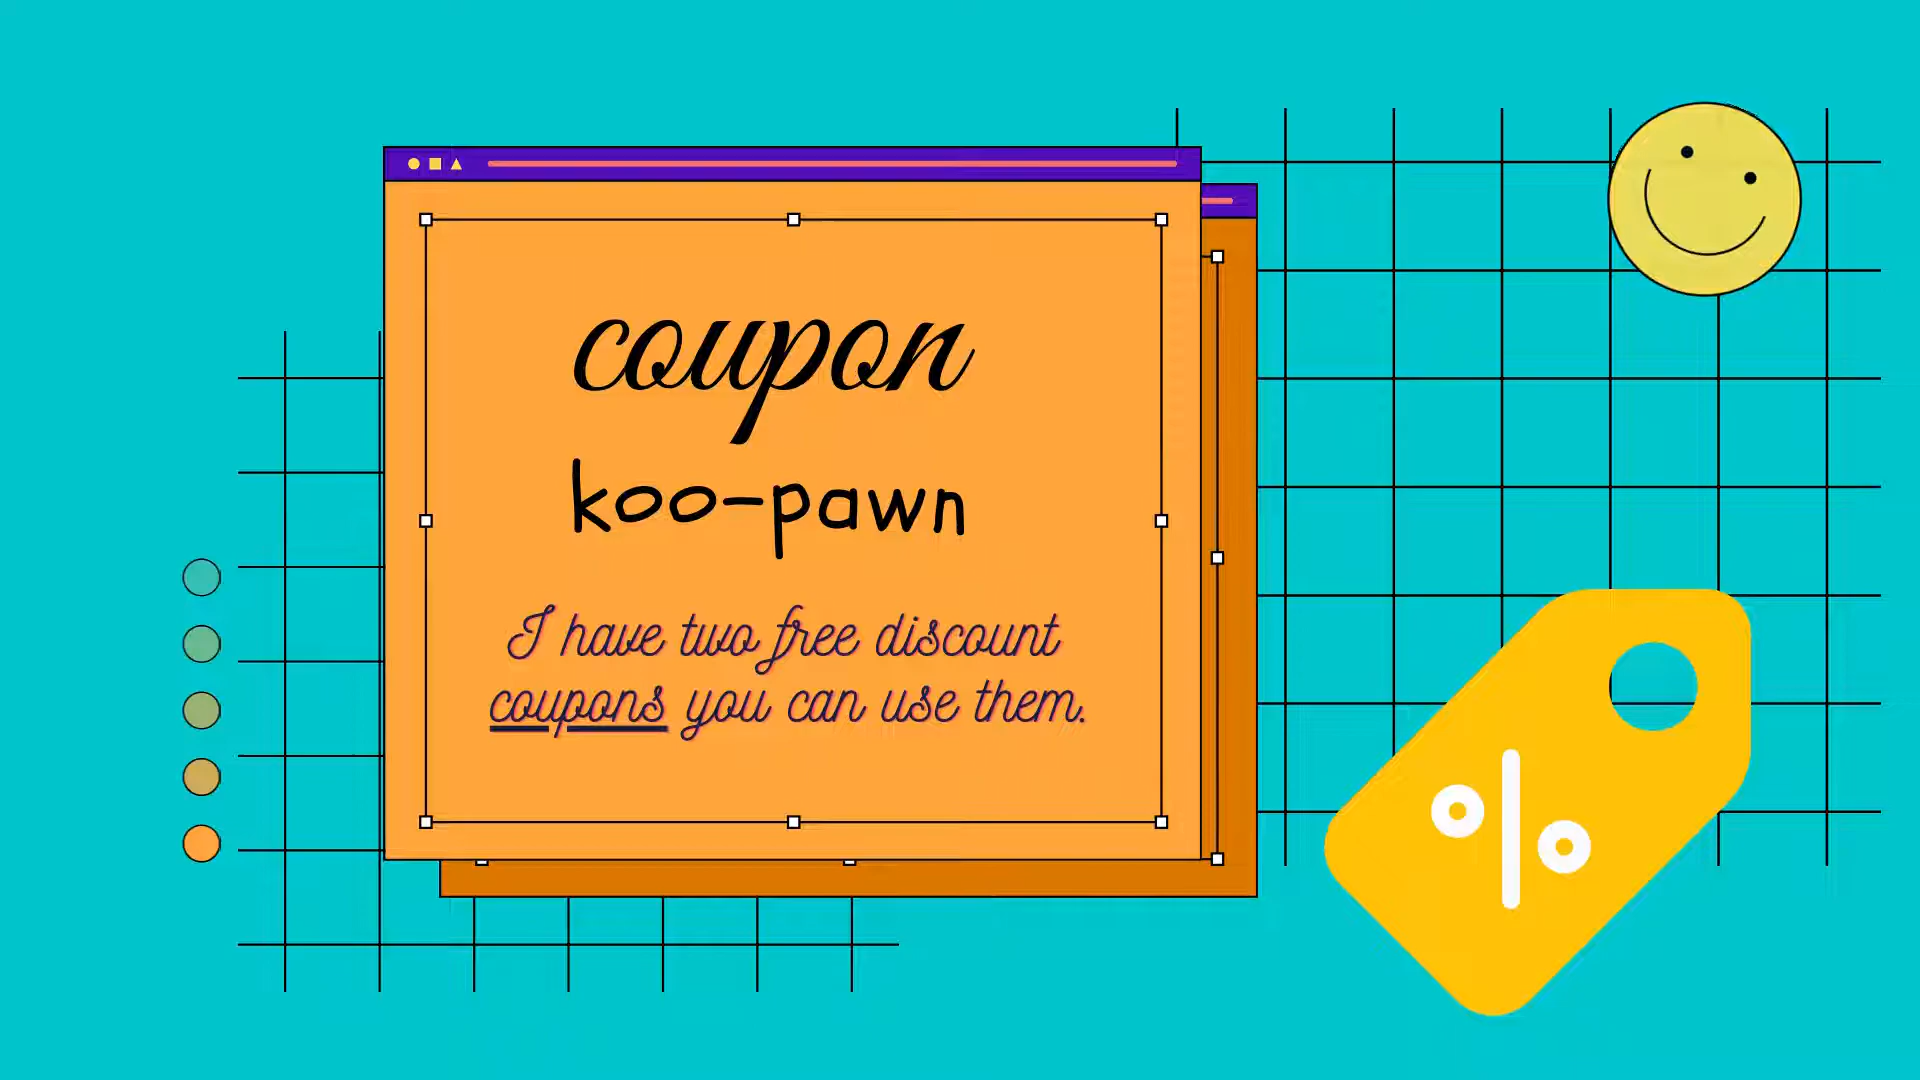 coupon
koo-pawn
I have two free discount
coupons you can use them.
%